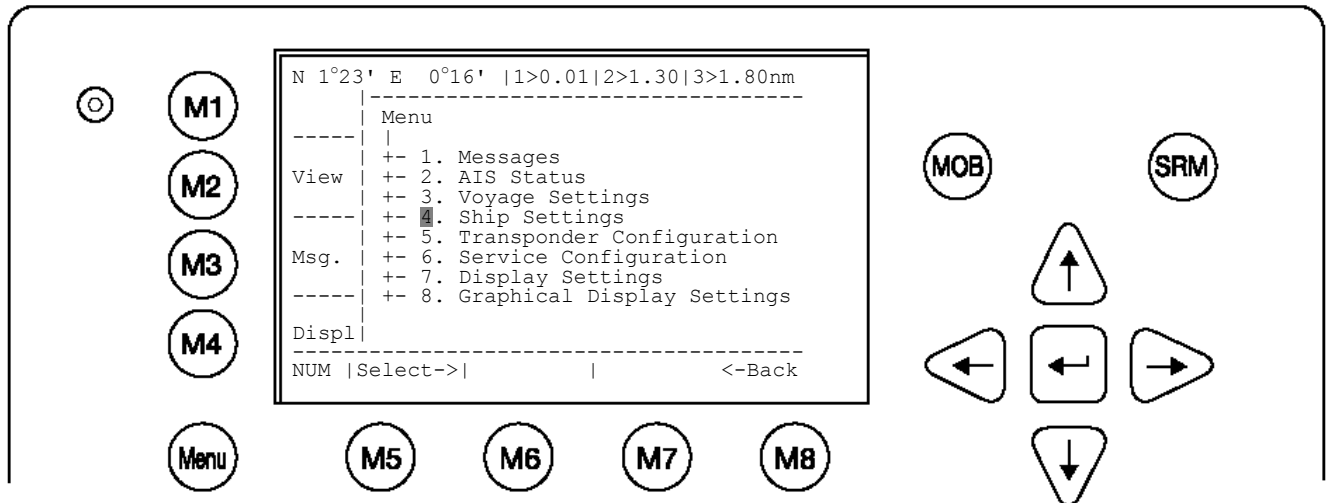 N 1°23' E  0°16' |1>0.01|2>1.30|3>1.80nm
|----------------------------------
M1
| Menu
-----| |
| +- 1. Messages
View | +- 2. AIS Status
M2
| +- 3. Voyage Settings
-----| +- 4. Ship Settings
| +- 5. Transponder Configuration
Msg. | +- 6. Service Configuration
M3
| +- 7. Display Settings
-----| +- 8. Graphical Display Settings
|
Displ|
M4
----------------------------------------
NUM |Select->|        |        <-Back
MOB
SRM
Menu
M5
M6
M7
M8